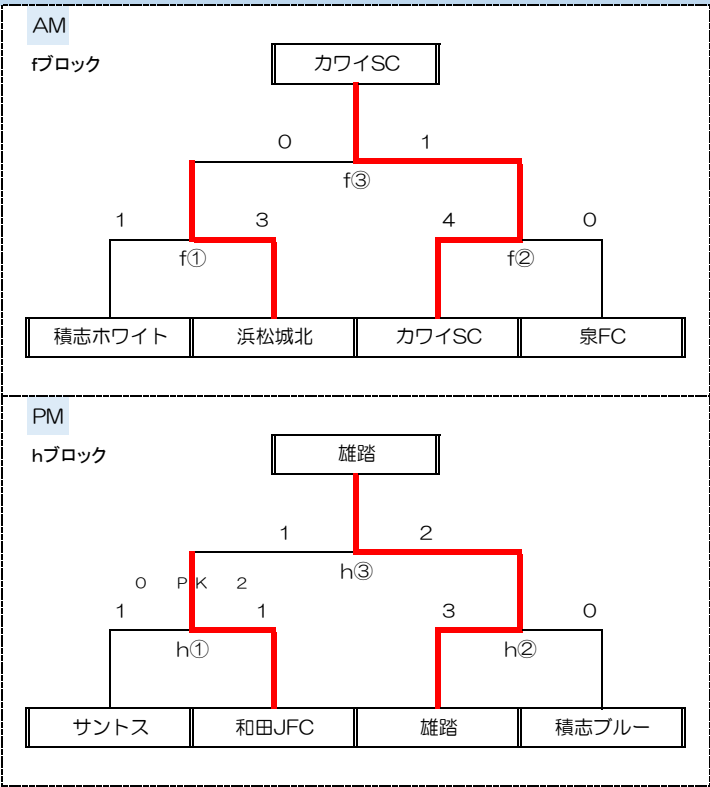 AM
fブロック
カワイSC
0 1
f③
1 3 4 0
f① f②
積志ホワイト 浜松城北 カワイSC 泉FC
PM
hブロック
雄踏
1 2
h③
0 PK 2
1 1 3 0
h① h②
サントス 和田JFC 雄踏 積志ブルー